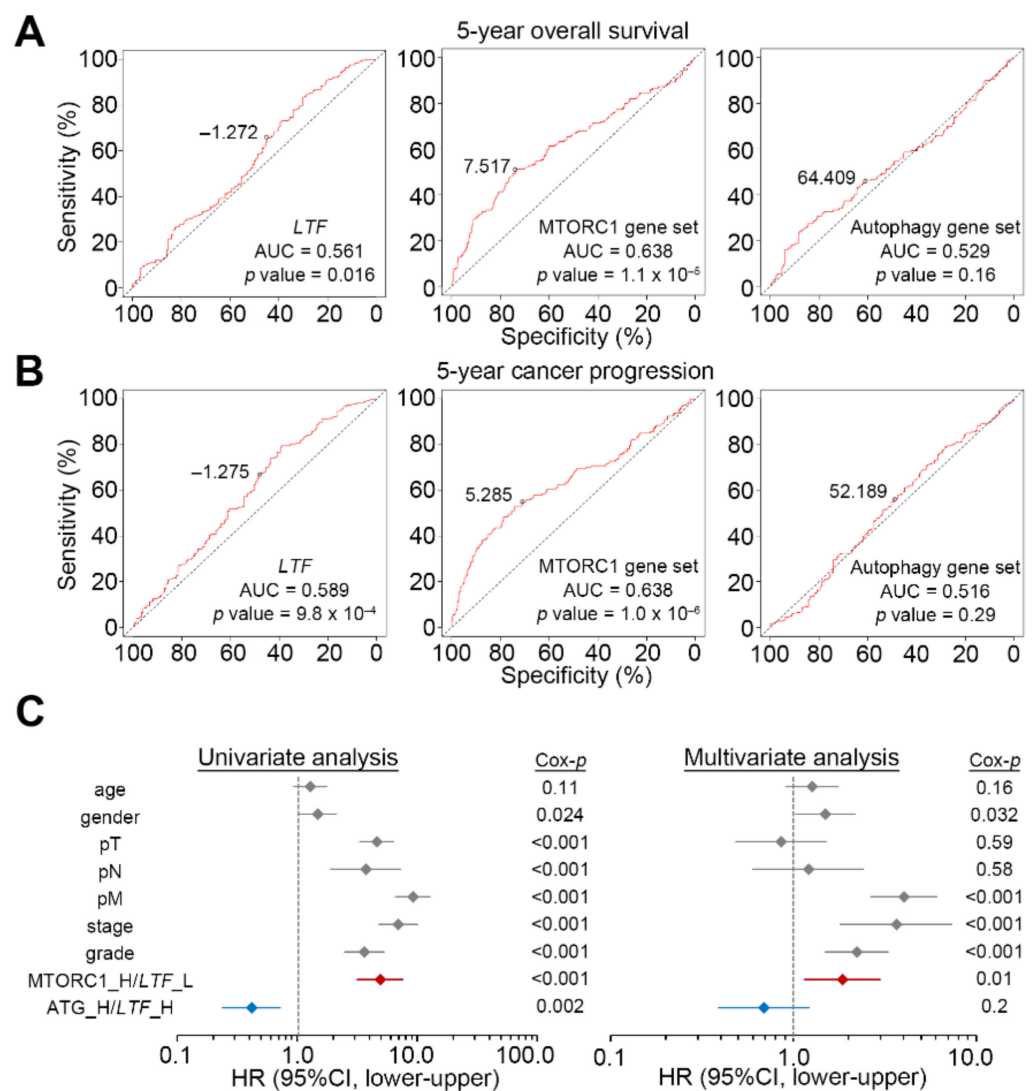 A
5-year overall survival
Sensitivity (%)
100
80
60
40
20
0
–1.272
LTF
AUC = 0.561
p value = 0.016
100 80 60 40 20 0
100
80
60
40
20
0
7.517
MTORC1 gene set
AUC = 0.638
p value = 1.1 x 10⁻⁵
100 80 60 40 20 0
100
80
60
40
20
0
64.409
Autophagy gene set
AUC = 0.529
p value = 0.16
100 80 60 40 20 0
Specificity (%)
B
5-year cancer progression
Sensitivity (%)
100
80
60
40
20
0
–1.275
LTF
AUC = 0.589
p value = 9.8 x 10⁻⁴
100 80 60 40 20 0
100
80
60
40
20
0
5.285
MTORC1 gene set
AUC = 0.638
p value = 1.0 x 10⁻⁶
100 80 60 40 20 0
100
80
60
40
20
0
52.189
Autophagy gene set
AUC = 0.516
p value = 0.29
100 80 60 40 20 0
Specificity (%)
C
Univariate analysis Cox-p Multivariate analysis Cox-p
age 0.11 0.16
gender 0.024 0.032
pT <0.001 0.59
pN <0.001 0.58
pM <0.001 <0.001
stage <0.001 <0.001
grade <0.001 <0.001
MTORC1_H/LTF_L <0.001 0.01
ATG_H/LTF_H 0.002 0.2
0.1 1.0 10.0 100.0 0.1 1.0 10.0
HR (95%CI, lower-upper) HR (95%CI, lower-upper)